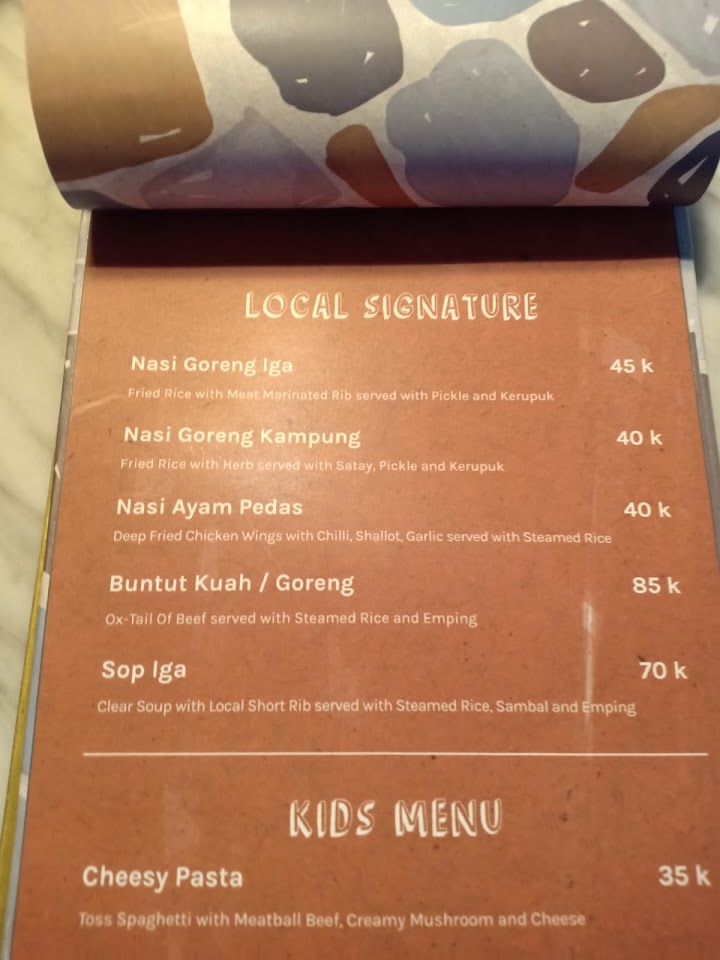 LOCAL SIGNATURE
Nasi Goreng Iga 45 k
Fried Rice with Meat Marinated Rib served with Pickle and Kerupuk
Nasi Goreng Kampung 40 k
Fried Rice with Herb served with Satay, Pickle and Kerupuk
Nasi Ayam Pedas 40 k
Deep Fried Chicken Wings with Chilli, Shallot, Garlic served with Steamed Rice
Buntut Kuah / Goreng 85 k
Ox-Tail Of Beef served with Steamed Rice and Emping
Sop Iga 70 k
Clear Soup with Local Short Rib served with Steamed Rice, Sambal and Emping
KIDS MENU
Cheesy Pasta 35 k
Toss Spaghetti with Meatball Beef, Creamy Mushroom and Cheese